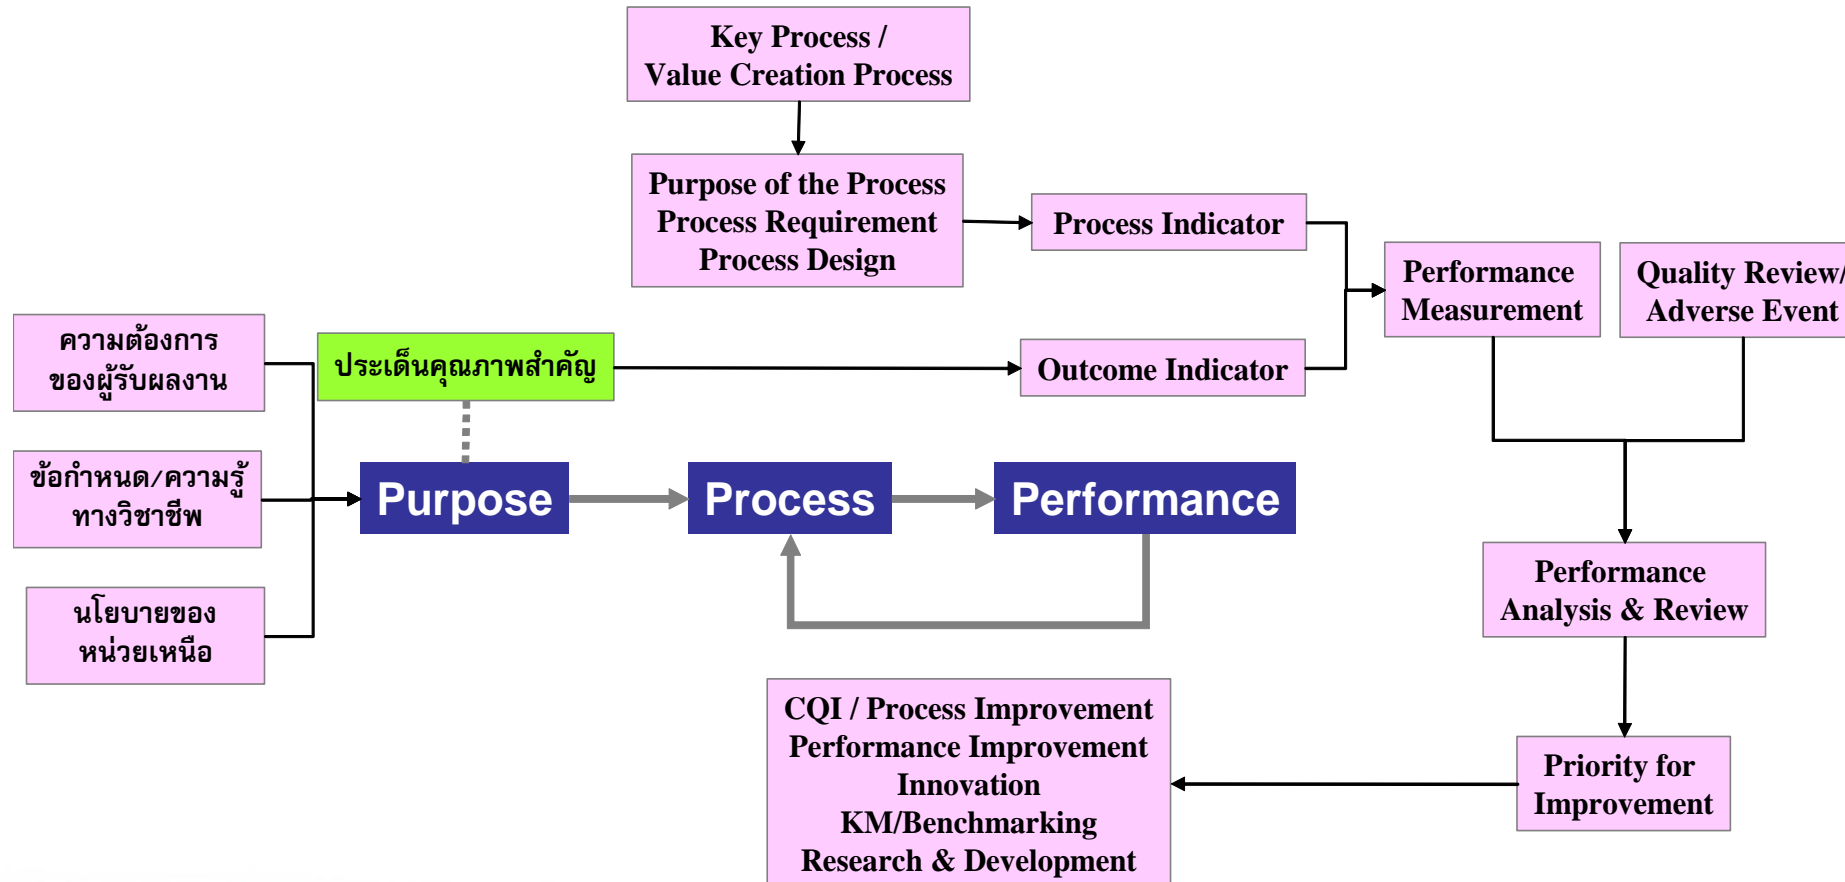 Key Process /
Value Creation Process
Purpose of the Process
Process Requirement
Process Design
Process Indicator
Performance
Measurement
Quality Review/
Adverse Event
ความต้องการ
ของผู้รับผลงาน
ประเด็นคุณภาพสำคัญ
Outcome Indicator
ข้อกำหนด/ความรู้
ทางวิชาชีพ
Purpose
Process
Performance
นโยบายของ
หน่วยเหนือ
Performance
Analysis & Review
CQI / Process Improvement
Performance Improvement
Innovation
KM/Benchmarking
Research & Development
Priority for
Improvement